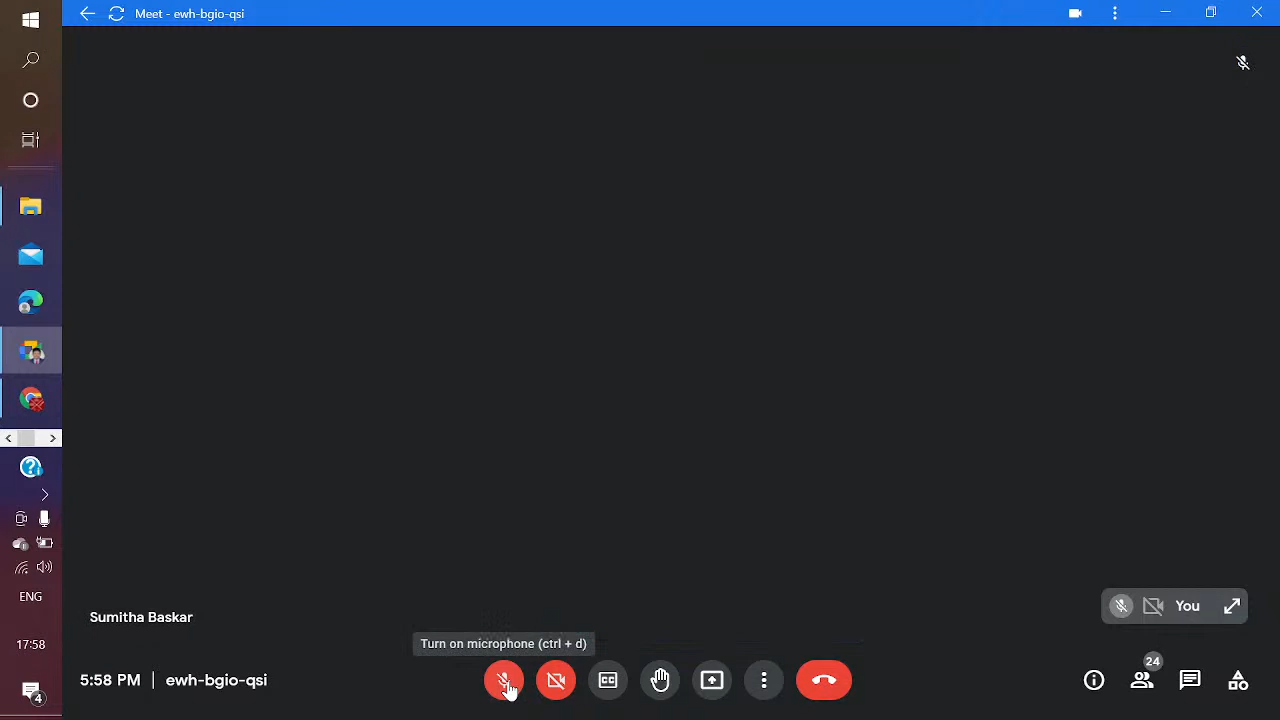 Meet - ewh-bgio-qsi
Sumitha Baskar
You
Turn on microphone (ctrl + d)
5:58 PM | ewh-bgio-qsi
CC
24
ENG
17:58
4